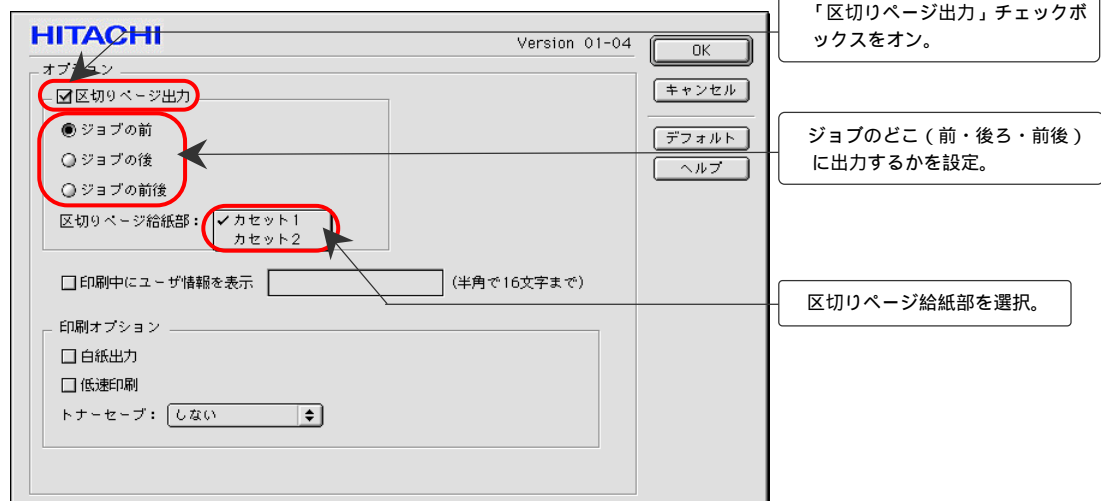 「区切りページ出力」チェックボ
ックスをオン。
HITACHI
Version 01-04
OK
オプション
キャンセル
区切りページ出力
ジョブの前
デフォルト
ジョブのどこ（前・後ろ・前後）
に出力するかを設定。
ジョブの後
ヘルプ
ジョブの前後
区切りページ給紙部：
カセット1
カセット2
印刷中にユーザ情報を表示
(半角で16文字まで)
区切りページ給紙部を選択。
印刷オプション
白紙出力
低速印刷
トナーセーブ：
しない